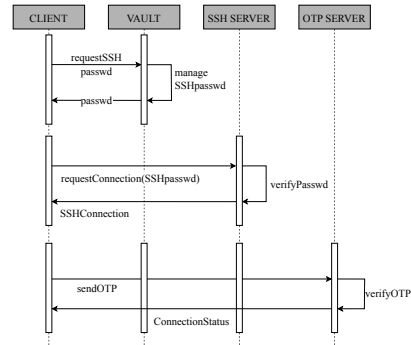 CLIENT
VAULT
SSH SERVER
OTP SERVER
requestSSH
passwd
manage
SSHpasswd
passwd
requestConnection(SSHpasswd)
verifyPasswd
SSHConnection
sendOTP
verifyOTP
ConnectionStatus